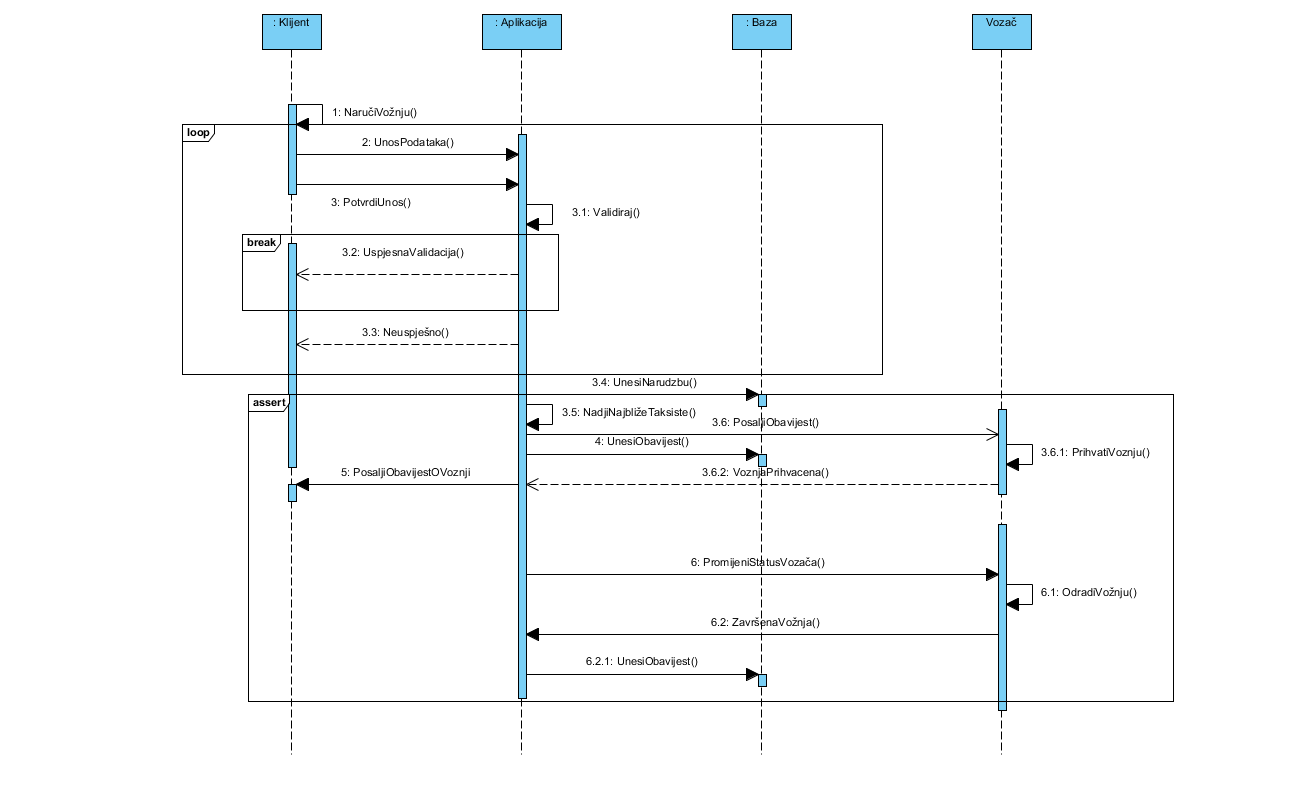 : Klijent
: Aplikacija
: Baza
Vozač
1: NaručiVožnju()
loop
2: UnosPodataka()
3: PotvrdiUnos()
3.1: Validiraj()
break
3.2: UspjesnaValidacija()
3.3: Neuspješno()
3.4: UnesiNarudzbu()
assert
3.5: NadjiNajbližeTaksiste()
3.6: PosaljiObavijest()
4: UnesiObavijest()
3.6.1: PrihvatiVoznju()
5: PosaljiObavijestOVoznji
3.6.2: VoznjaPrihvacena()
6: PromijeniStatusVozača()
6.1: OdradiVožnju()
6.2: ZavršenaVožnja()
6.2.1: UnesiObavijest()